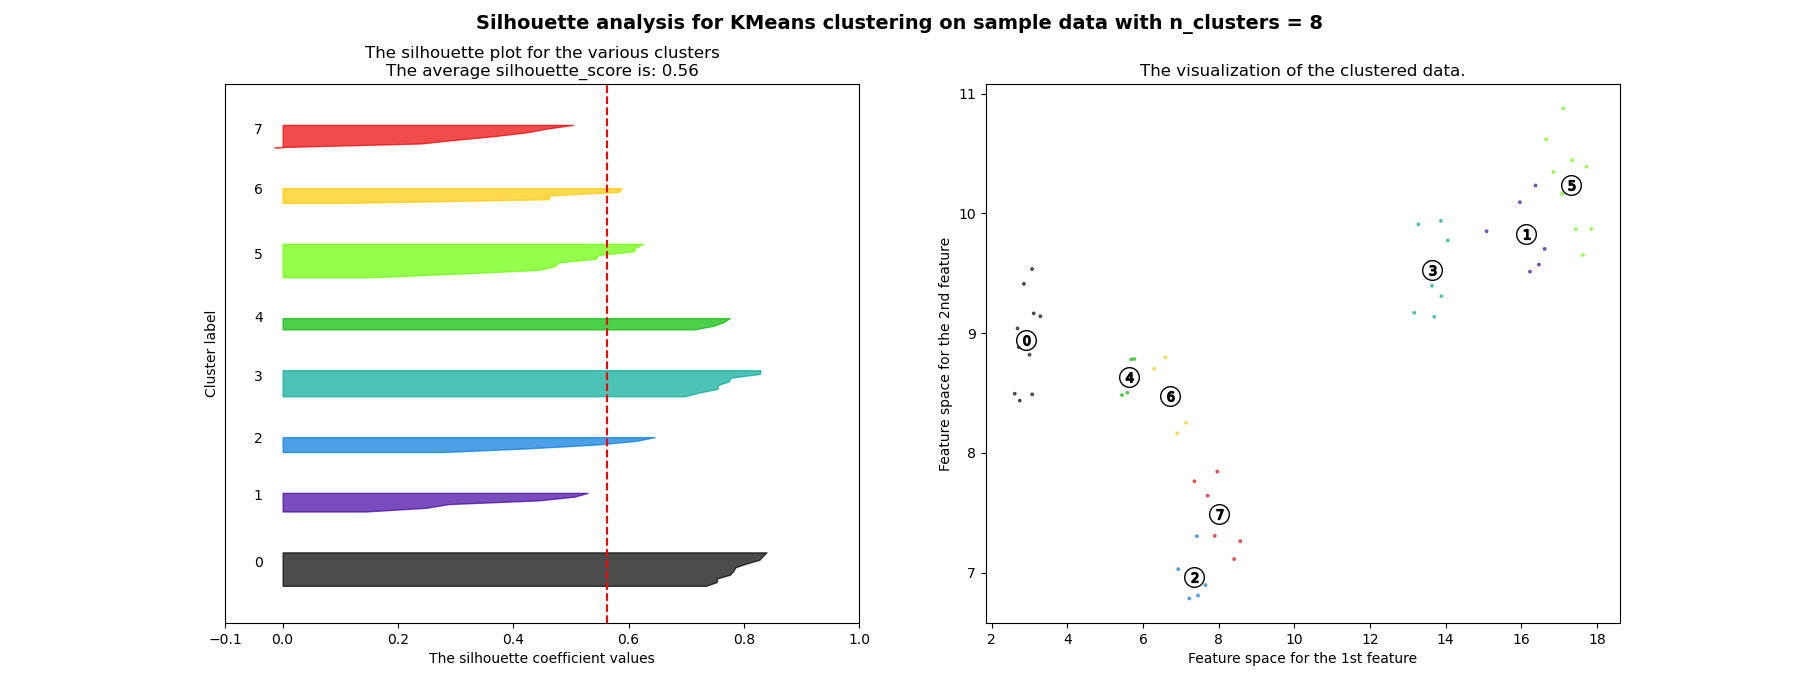 Silhouette analysis for KMeans clustering on sample data with n_clusters = 8
The silhouette plot for the various clusters
The average silhouette_score is: 0.56
7
6
5
4
3
2
1
0
Cluster label
−0.1 0.0 0.2 0.4 0.6 0.8 1.0
The silhouette coefficient values
The visualization of the clustered data.
11
10
9
8
7
Feature space for the 2nd feature
5
1
3
0
4
6
7
2
2 4 6 8 10 12 14 16 18
Feature space for the 1st feature